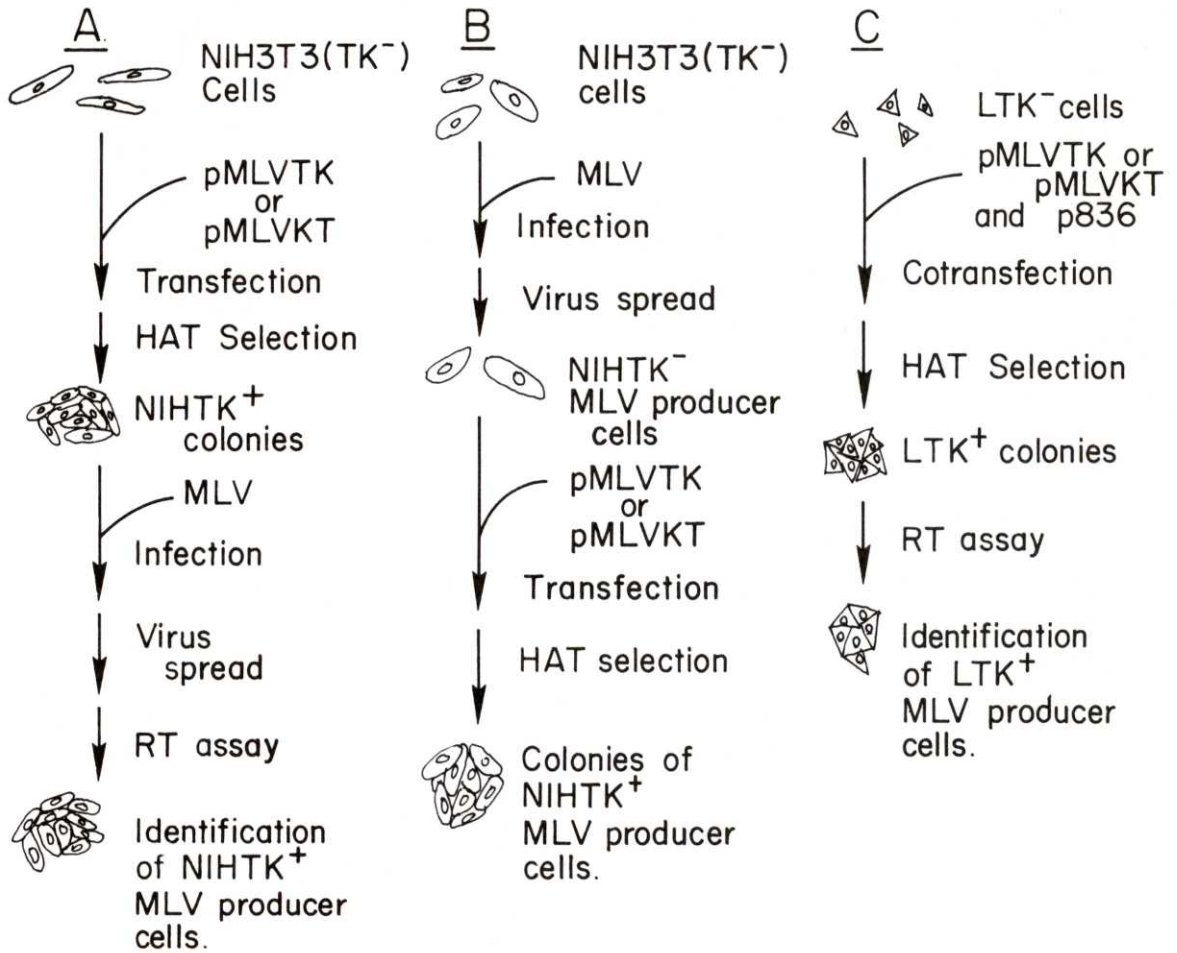 A.
NIH3T3(TK⁻)
Cells
pMLVTK
or
pMLVKT
Transfection
HAT Selection
NIHTK⁺
colonies
MLV
Infection
Virus
spread
RT assay
Identification
of NIHTK⁺
MLV producer
cells.
B
NIH3T3(TK⁻)
cells
MLV
Infection
Virus spread
NIHTK⁻
MLV producer
cells
pMLVTK
or
pMLVKT
Transfection
HAT selection
Colonies of
NIHTK⁺
MLV producer
cells.
C
LTK⁻cells
pMLVTK or
pMLVKT
and p836
Cotransfection
HAT Selection
LTK⁺ colonies
RT assay
Identification
of LTK⁺
MLV producer
cells.